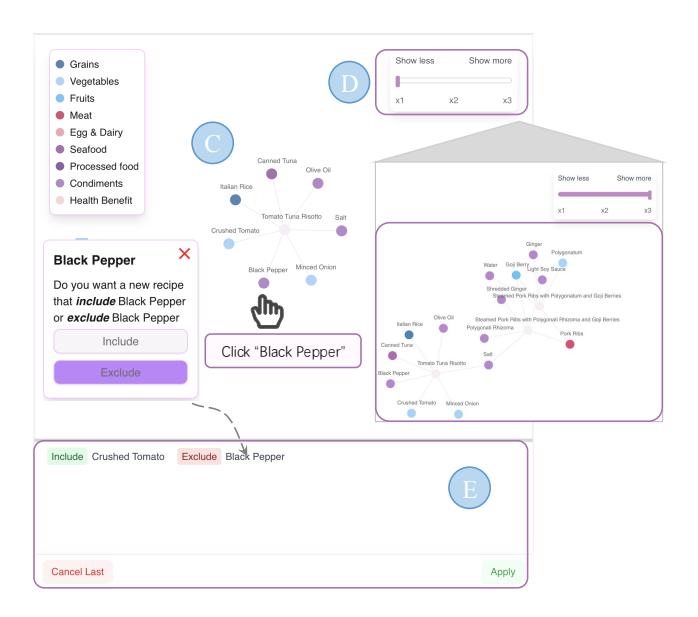 Grains
Vegetables
Fruits
Meat
Egg & Dairy
Seafood
Processed food
Condiments
Health Benefit
C
Canned Tuna
Olive Oil
Italian Rice
Tomato Tuna Risotto
Salt
Crushed Tomato
Black Pepper
Minced Onion
Click “Black Pepper”
D
Show less Show more
x1 x2 x3
Show less Show more
x1 x2 x3
Ginger
Polygonatum
Water
Goji Berry
Light Soy Sauce
Shredded Ginger
Steamed Pork Ribs with Polygonatum and Goji Berries
Steamed Pork Ribs with Polygonati Rhizoma and Goji Berries
Olive Oil
Italian Rice
Polygonati Rhizoma
Pork Ribs
Canned Tuna
Salt
Tomato Tuna Risotto
Black Pepper
Crushed Tomato
Minced Onion
Black Pepper
Do you want a new recipe
that include Black Pepper
or exclude Black Pepper
Include
Exclude
Include Crushed Tomato Exclude Black Pepper
E
Cancel Last
Apply